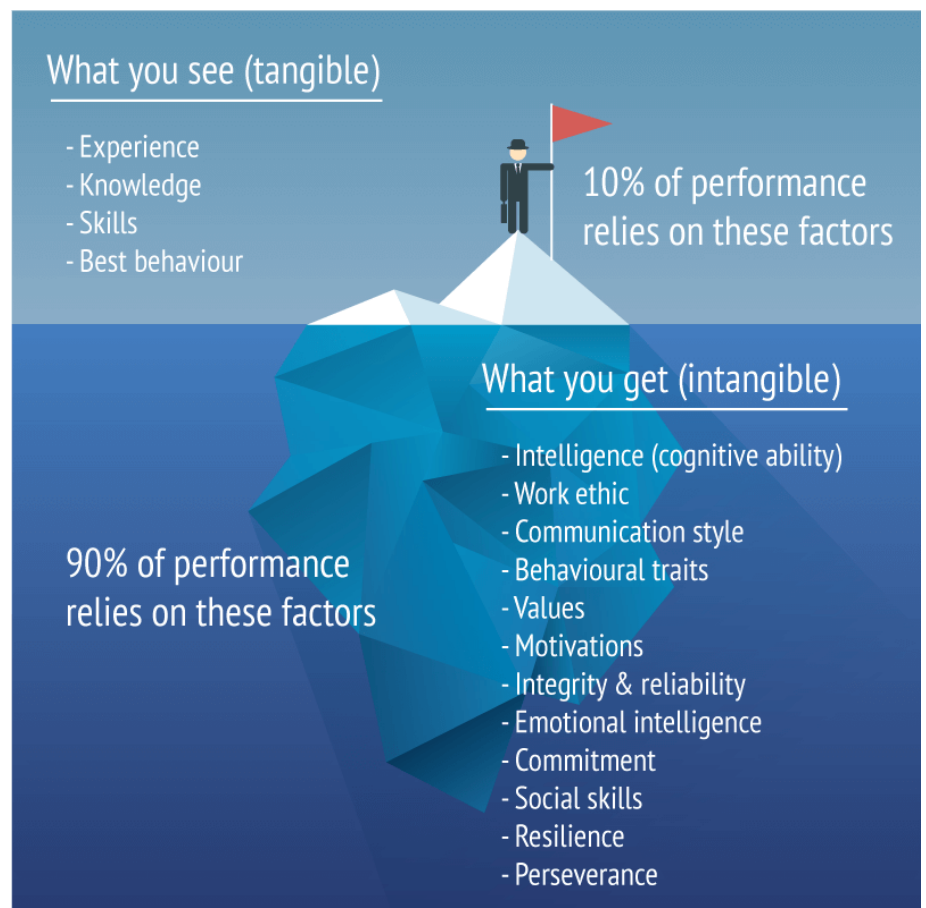 What you see (tangible)
- Experience
- Knowledge
- Skills
- Best behaviour
10% of performance
relies on these factors
What you get (intangible)
- Intelligence (cognitive ability)
- Work ethic
- Communication style
- Behavioural traits
- Values
- Motivations
- Integrity & reliability
- Emotional intelligence
- Commitment
- Social skills
- Resilience
- Perseverance
90% of performance
relies on these factors